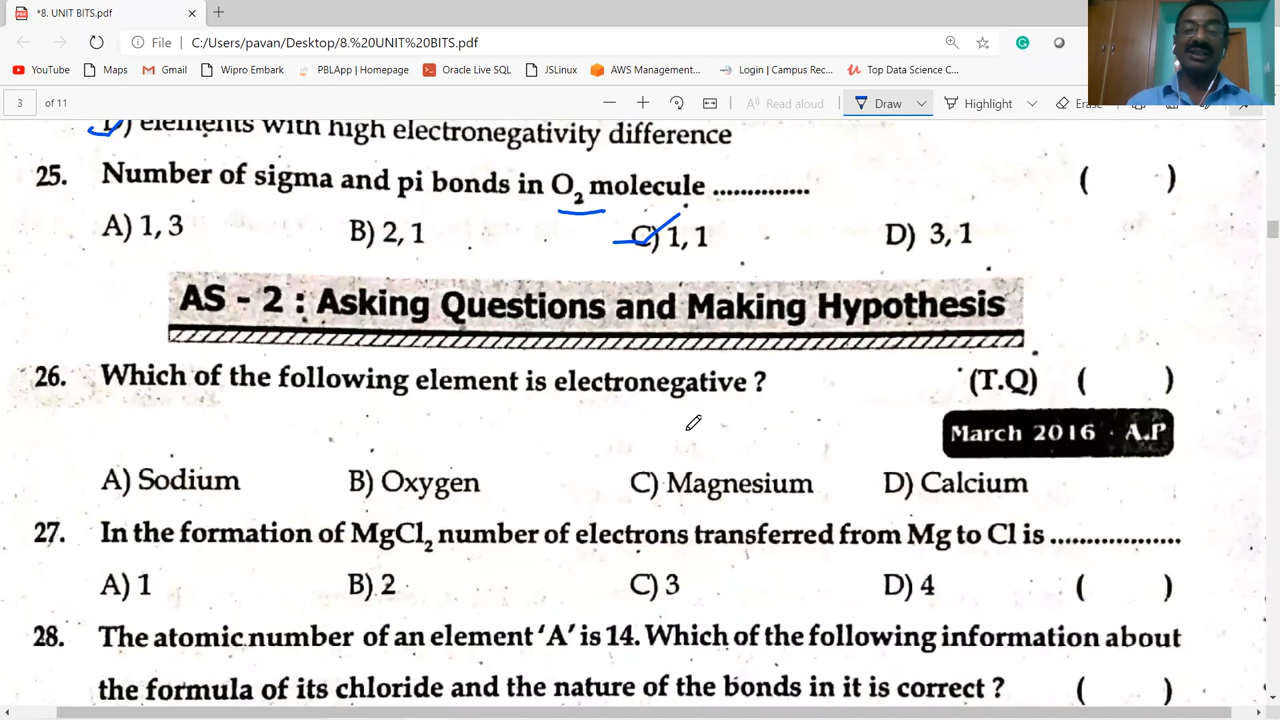 *8. UNIT BITS.pdf
File C:/Users/pavan/Desktop/8.%20UNIT%20BITS.pdf
YouTube Maps Gmail Wipro Embark PBLApp | Homepage Oracle Live SQL JSLinux AWS Management... Login | Campus Rec... Top Data Science C...
3 of 11 Read aloud Draw Highlight Erase
D) elements with high electronegativity difference
25. Number of sigma and pi bonds in O₂ molecule .............. ( )
A) 1, 3 B) 2, 1 C) 1, 1 D) 3, 1
AS - 2 : Asking Questions and Making Hypothesis
26. Which of the following element is electronegative ? (T.Q) ( )
March 2016 · A.P
A) Sodium B) Oxygen C) Magnesium D) Calcium
27. In the formation of MgCl₂ number of electrons transferred from Mg to Cl is ...................
A) 1 B) 2 C) 3 D) 4 ( )
28. The atomic number of an element ‘A’ is 14. Which of the following information about
the formula of its chloride and the nature of the bonds in it is correct ? ( )